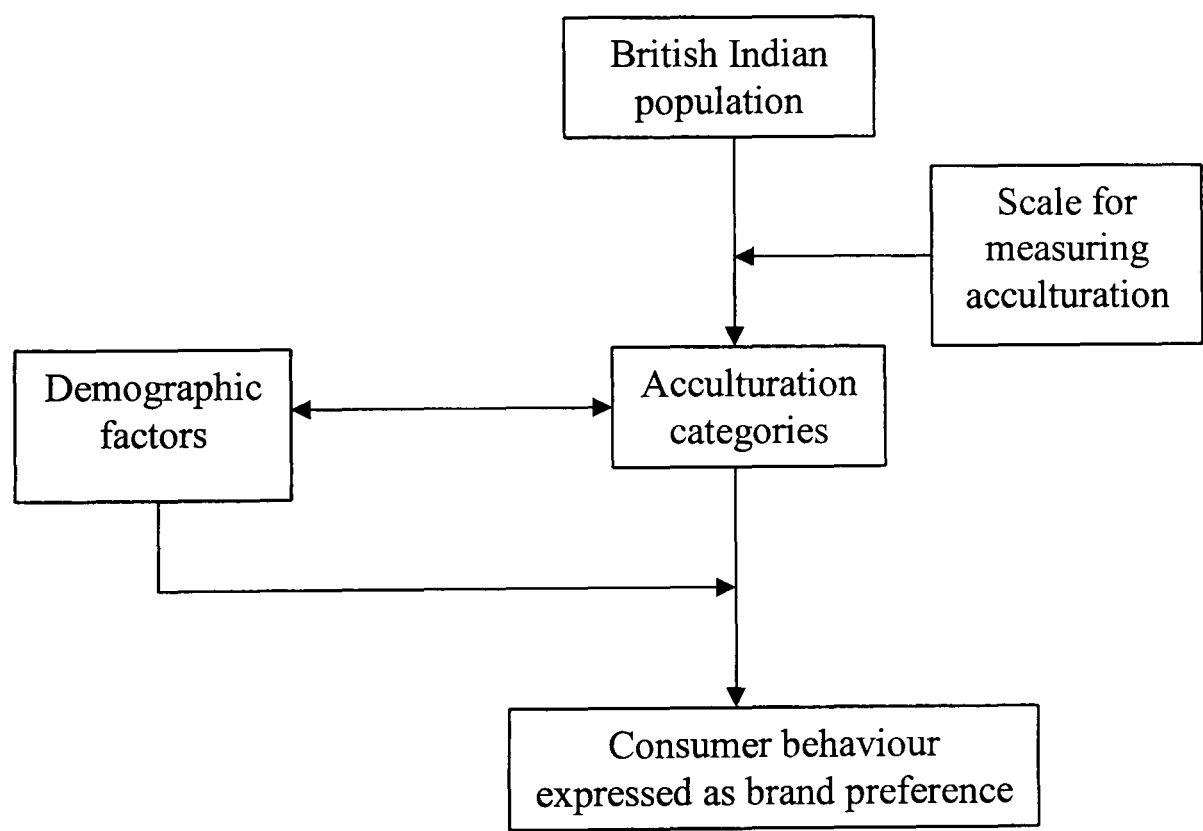 British Indian
population
Scale for
measuring
acculturation
Demographic
factors
Acculturation
categories
Consumer behaviour
expressed as brand preference